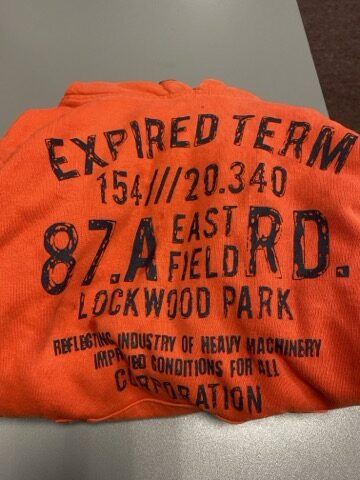 EXPIRED TERM
154///20.340
87.A EAST FIELD RD.
LOCKWOOD PARK
REFLECTING INDUSTRY OF HEAVY MACHINERY
IMPROVED CONDITIONS FOR ALL
CORPORATION